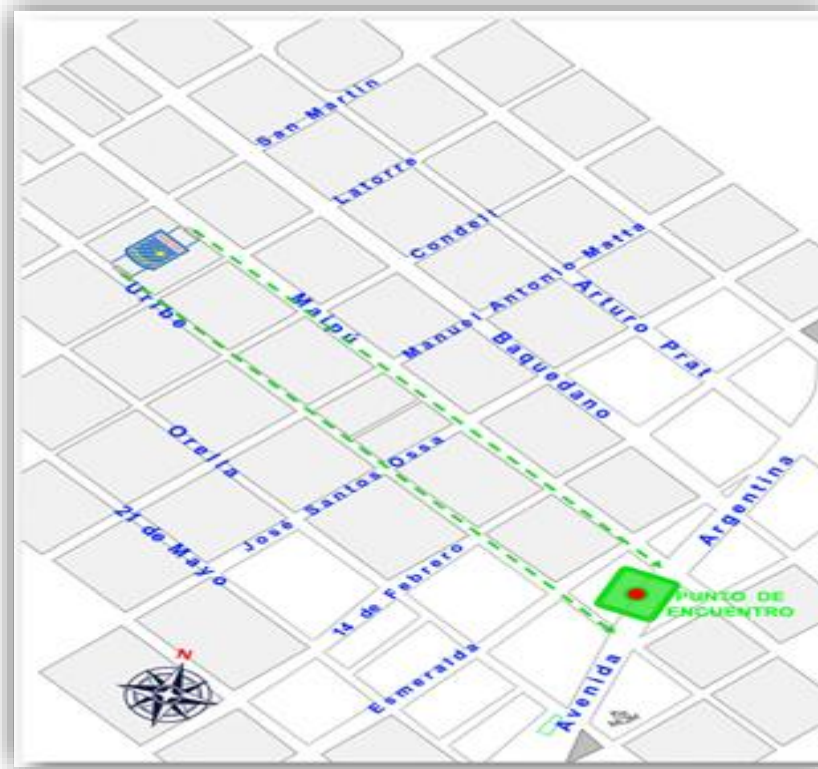 San Martin
Latorre
Condell
Manuel Antonio Matta
Arturo Prat
Uribe
Maipú
Baquedano
Orella
José Santos Ossa
Argentina
21 de Mayo
14 de Febrero
PUNTO DE
ENCUENTRO
Esmeralda
Avenida
N